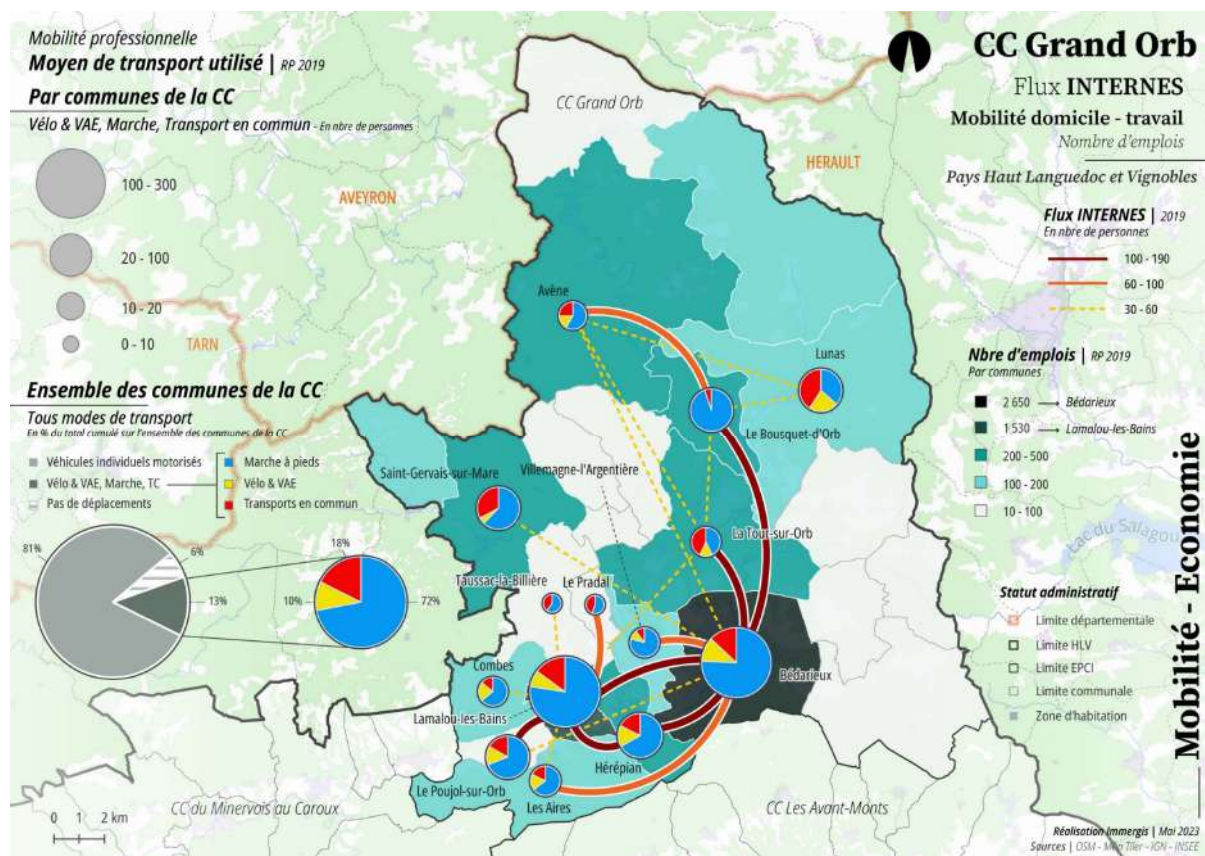 Mobilité professionnelle
Moyen de transport utilisé | RP 2019
Par communes de la CC
Vélo & VAE, Marche, Transport en commun - En nbre de personnes
100 - 300
20 - 100
10 - 20
0 - 10
Ensemble des communes de la CC
Tous modes de transport
En % du total cumulé sur l'ensemble des communes de la CC
Véhicules individuels motorisés
Vélo & VAE, Marche, TC
Pas de déplacements
Marche à pieds
Vélo & VAE
Transports en commun
81%
6%
13%
18%
10%
72%
0 1 2 km
AVEYRON
TARN
HERAULT
CC Grand Orb
Avène
Lunas
Le Bousquet-d'Orb
Villemagne-l'Argentière
Saint-Gervais-sur-Mare
La Tour-sur-Orb
Taussac-la-Billière
Le Pradal
Combes
Bédarieux
Lamalou-les-Bains
Hérépian
Le Poujol-sur-Orb
Les Aires
CC du Minervois au Caroux
CC Les Avant-Monts
Lac du Salagou
CC Grand Orb
Flux INTERNES
Mobilité domicile - travail
Nombre d'emplois
Pays Haut Languedoc et Vignobles
Flux INTERNES | 2019
En nbre de personnes
100 - 190
60 - 100
30 - 60
Nbre d'emplois | RP 2019
Par communes
2 650 → Bédarieux
1 530 → Lamalou-les-Bains
200 - 500
100 - 200
10 - 100
Statut administratif
Limite départementale
Limite HLV
Limite EPCI
Limite communale
Zone d'habitation
Mobilité - Economie
Réalisation Immergis | Mai 2023
Sources | OSM - Map Tiler - IGN - INSEE